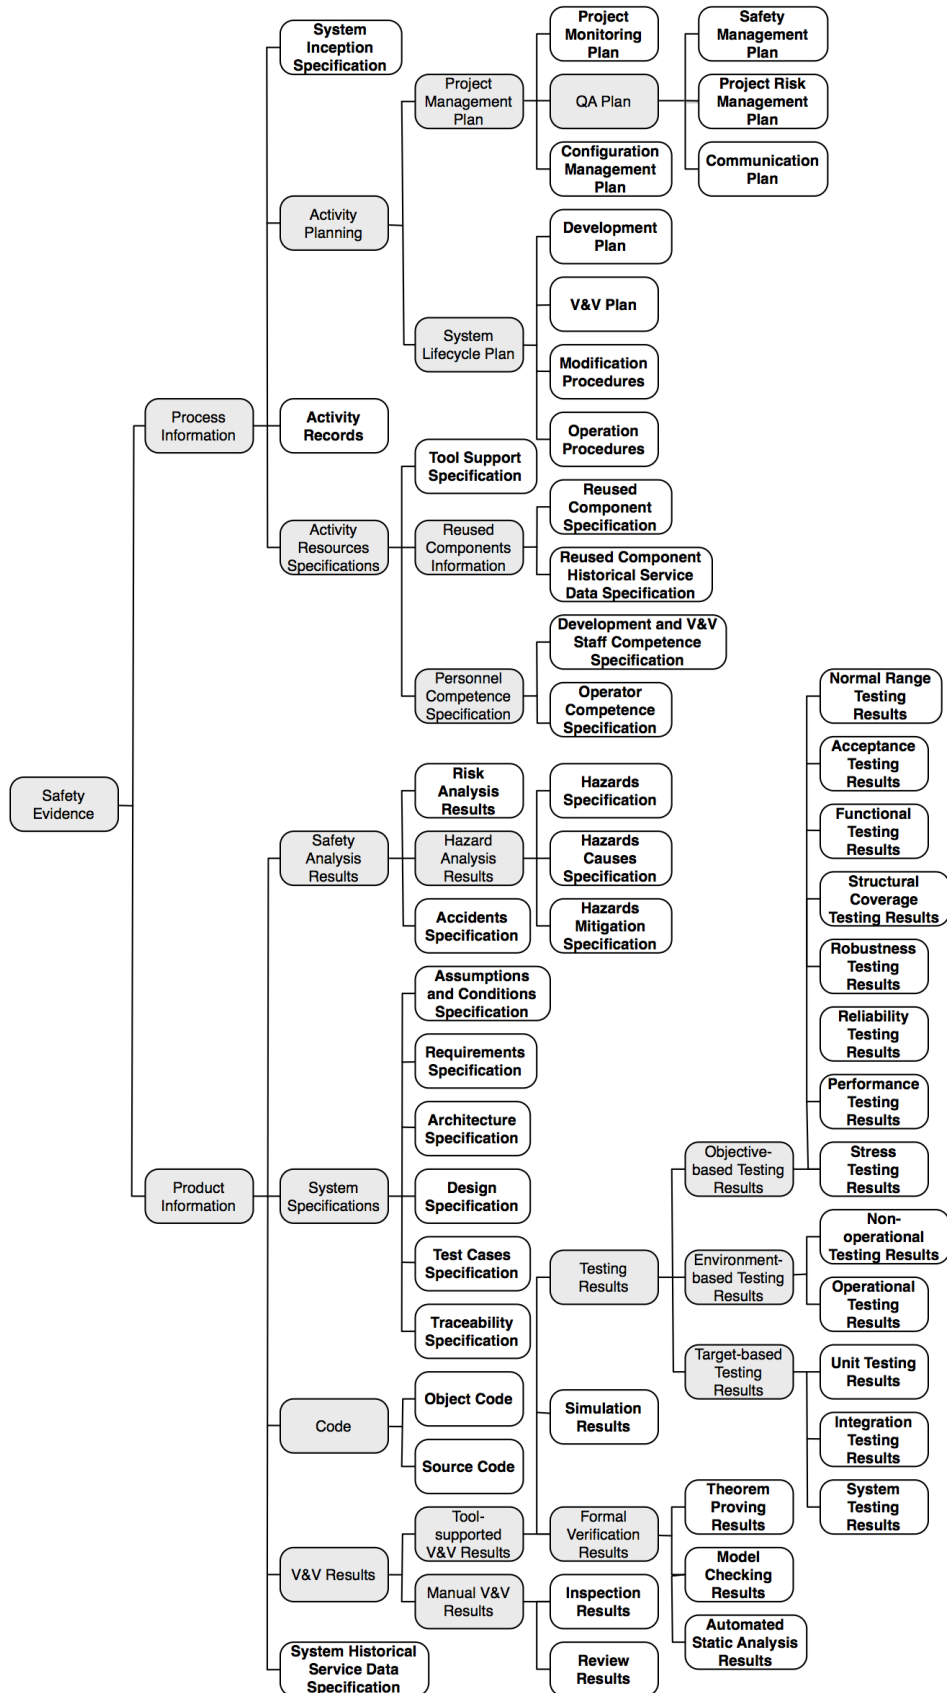 System
Inception
Specification
Project
Management
Plan
Project
Monitoring
Plan
Safety
Management
Plan
QA Plan
Project Risk
Management
Plan
Configuration
Management
Plan
Communication
Plan
Activity
Planning
Development
Plan
V&V Plan
System
Lifecycle Plan
Modification
Procedures
Operation
Procedures
Process
Information
Activity
Records
Tool Support
Specification
Reused
Component
Specification
Activity
Resources
Specifications
Reused
Components
Information
Reused Component
Historical Service
Data Specification
Development and V&V
Staff Competence
Specification
Personnel
Competence
Specification
Operator
Competence
Specification
Safety
Evidence
Risk
Analysis
Results
Hazards
Specification
Safety
Analysis
Results
Hazard
Analysis
Results
Hazards
Causes
Specification
Accidents
Specification
Hazards
Mitigation
Specification
Normal Range
Testing
Results
Acceptance
Testing
Results
Functional
Testing
Results
Structural
Coverage
Testing Results
Robustness
Testing
Results
Reliability
Testing
Results
Performance
Testing
Results
Stress
Testing
Results
Assumptions
and Conditions
Specification
Requirements
Specification
Architecture
Specification
Product
Information
System
Specifications
Design
Specification
Test Cases
Specification
Traceability
Specification
Objective-
based Testing
Results
Testing
Results
Environment-
based Testing
Results
Non-
operational
Testing Results
Operational
Testing
Results
Target-based
Testing
Results
Unit Testing
Results
Integration
Testing
Results
System
Testing
Results
Code
Object Code
Source Code
Simulation
Results
V&V Results
Tool-
supported
V&V Results
Formal
Verification
Results
Theorem
Proving
Results
Model
Checking
Results
Automated
Static Analysis
Results
Manual V&V
Results
Inspection
Results
Review
Results
System Historical
Service Data
Specification